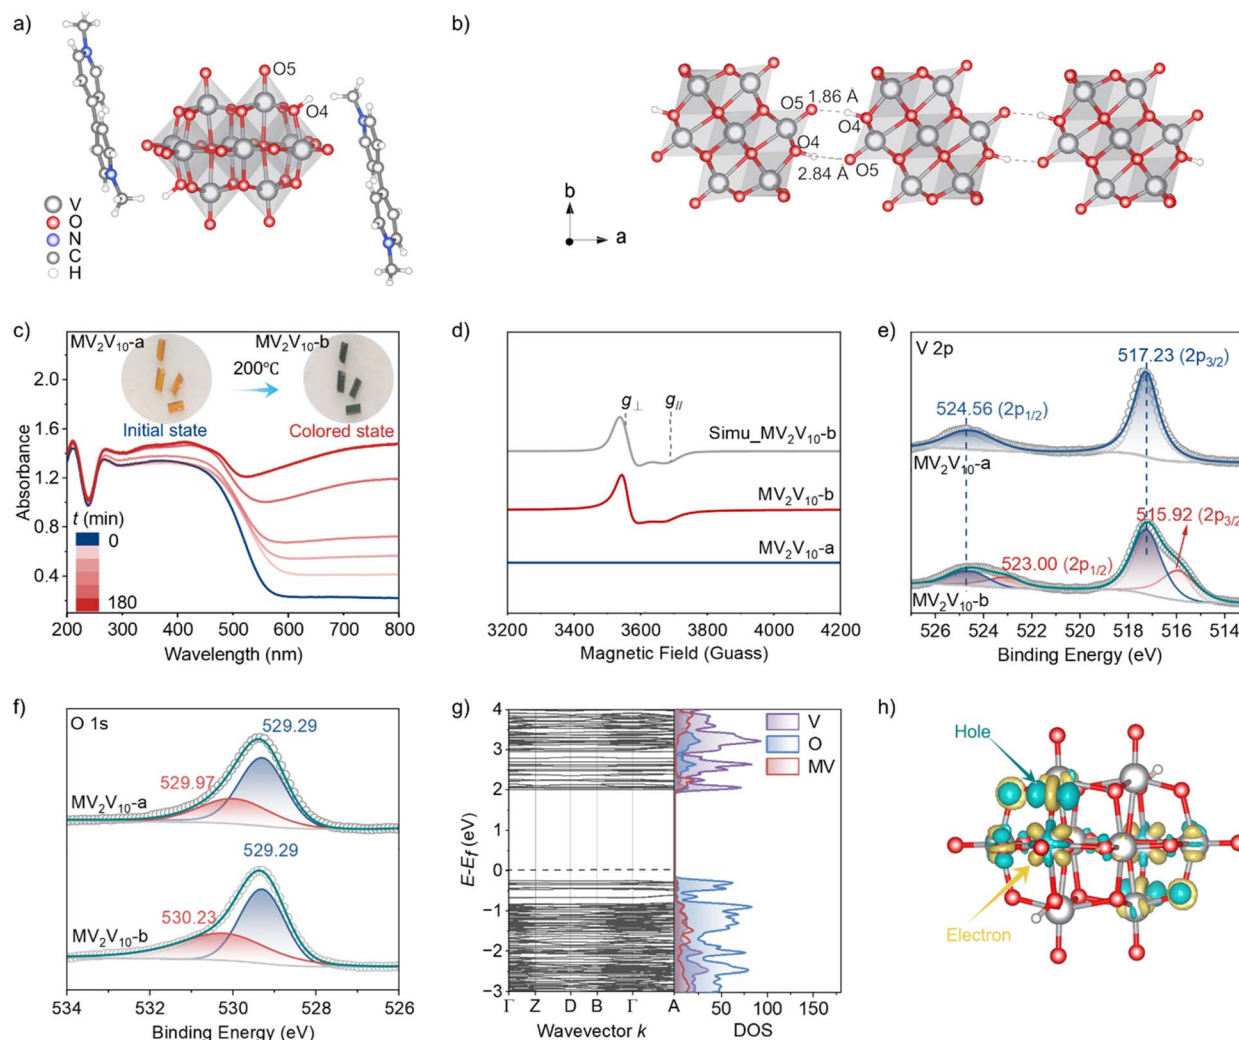 a)
O5
O4
V
O
N
C
H
b)
O5 1.86 Å
O4
O4
O5
2.84 Å
b
a
c)
MV₂V₁₀-a
MV₂V₁₀-b
200℃
Initial state
Colored state
2.0
1.6
1.2
0.8
0.4
Absorbance
t (min)
0
180
200 300 400 500 600 700 800
Wavelength (nm)
d)
g⊥
g//
Simu_MV₂V₁₀-b
MV₂V₁₀-b
MV₂V₁₀-a
3200 3400 3600 3800 4000 4200
Magnetic Field (Guass)
e)
V 2p
517.23 (2p₃/₂)
524.56 (2p₁/₂)
MV₂V₁₀-a
515.92 (2p₃/₂
523.00 (2p₁/₂)
MV₂V₁₀-b
526 524 522 520 518 516 514
Binding Energy (eV)
f)
O 1s
529.29
529.97
MV₂V₁₀-a
529.29
530.23
MV₂V₁₀-b
534 532 530 528 526
Binding Energy (eV)
g)
4
3
2
1
0
−1
−2
−3
E-Ef (eV)
V
O
MV
Γ Z D B Γ A
50 100 150
Wavevector k
DOS
h)
Hole
Electron